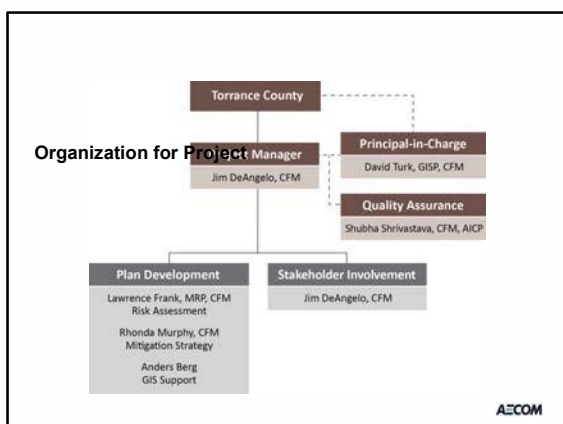 Torrance County
Organization for Project
Manager
Jim DeAngelo, CFM
Principal-in-Charge
David Turk, GISP, CFM
Quality Assurance
Shubha Shrivastava, CFM, AICP
Plan Development
Lawrence Frank, MRP, CFM
Risk Assessment
Rhonda Murphy, CFM
Mitigation Strategy
Anders Berg
GIS Support
Stakeholder Involvement
Jim DeAngelo, CFM
AECOM